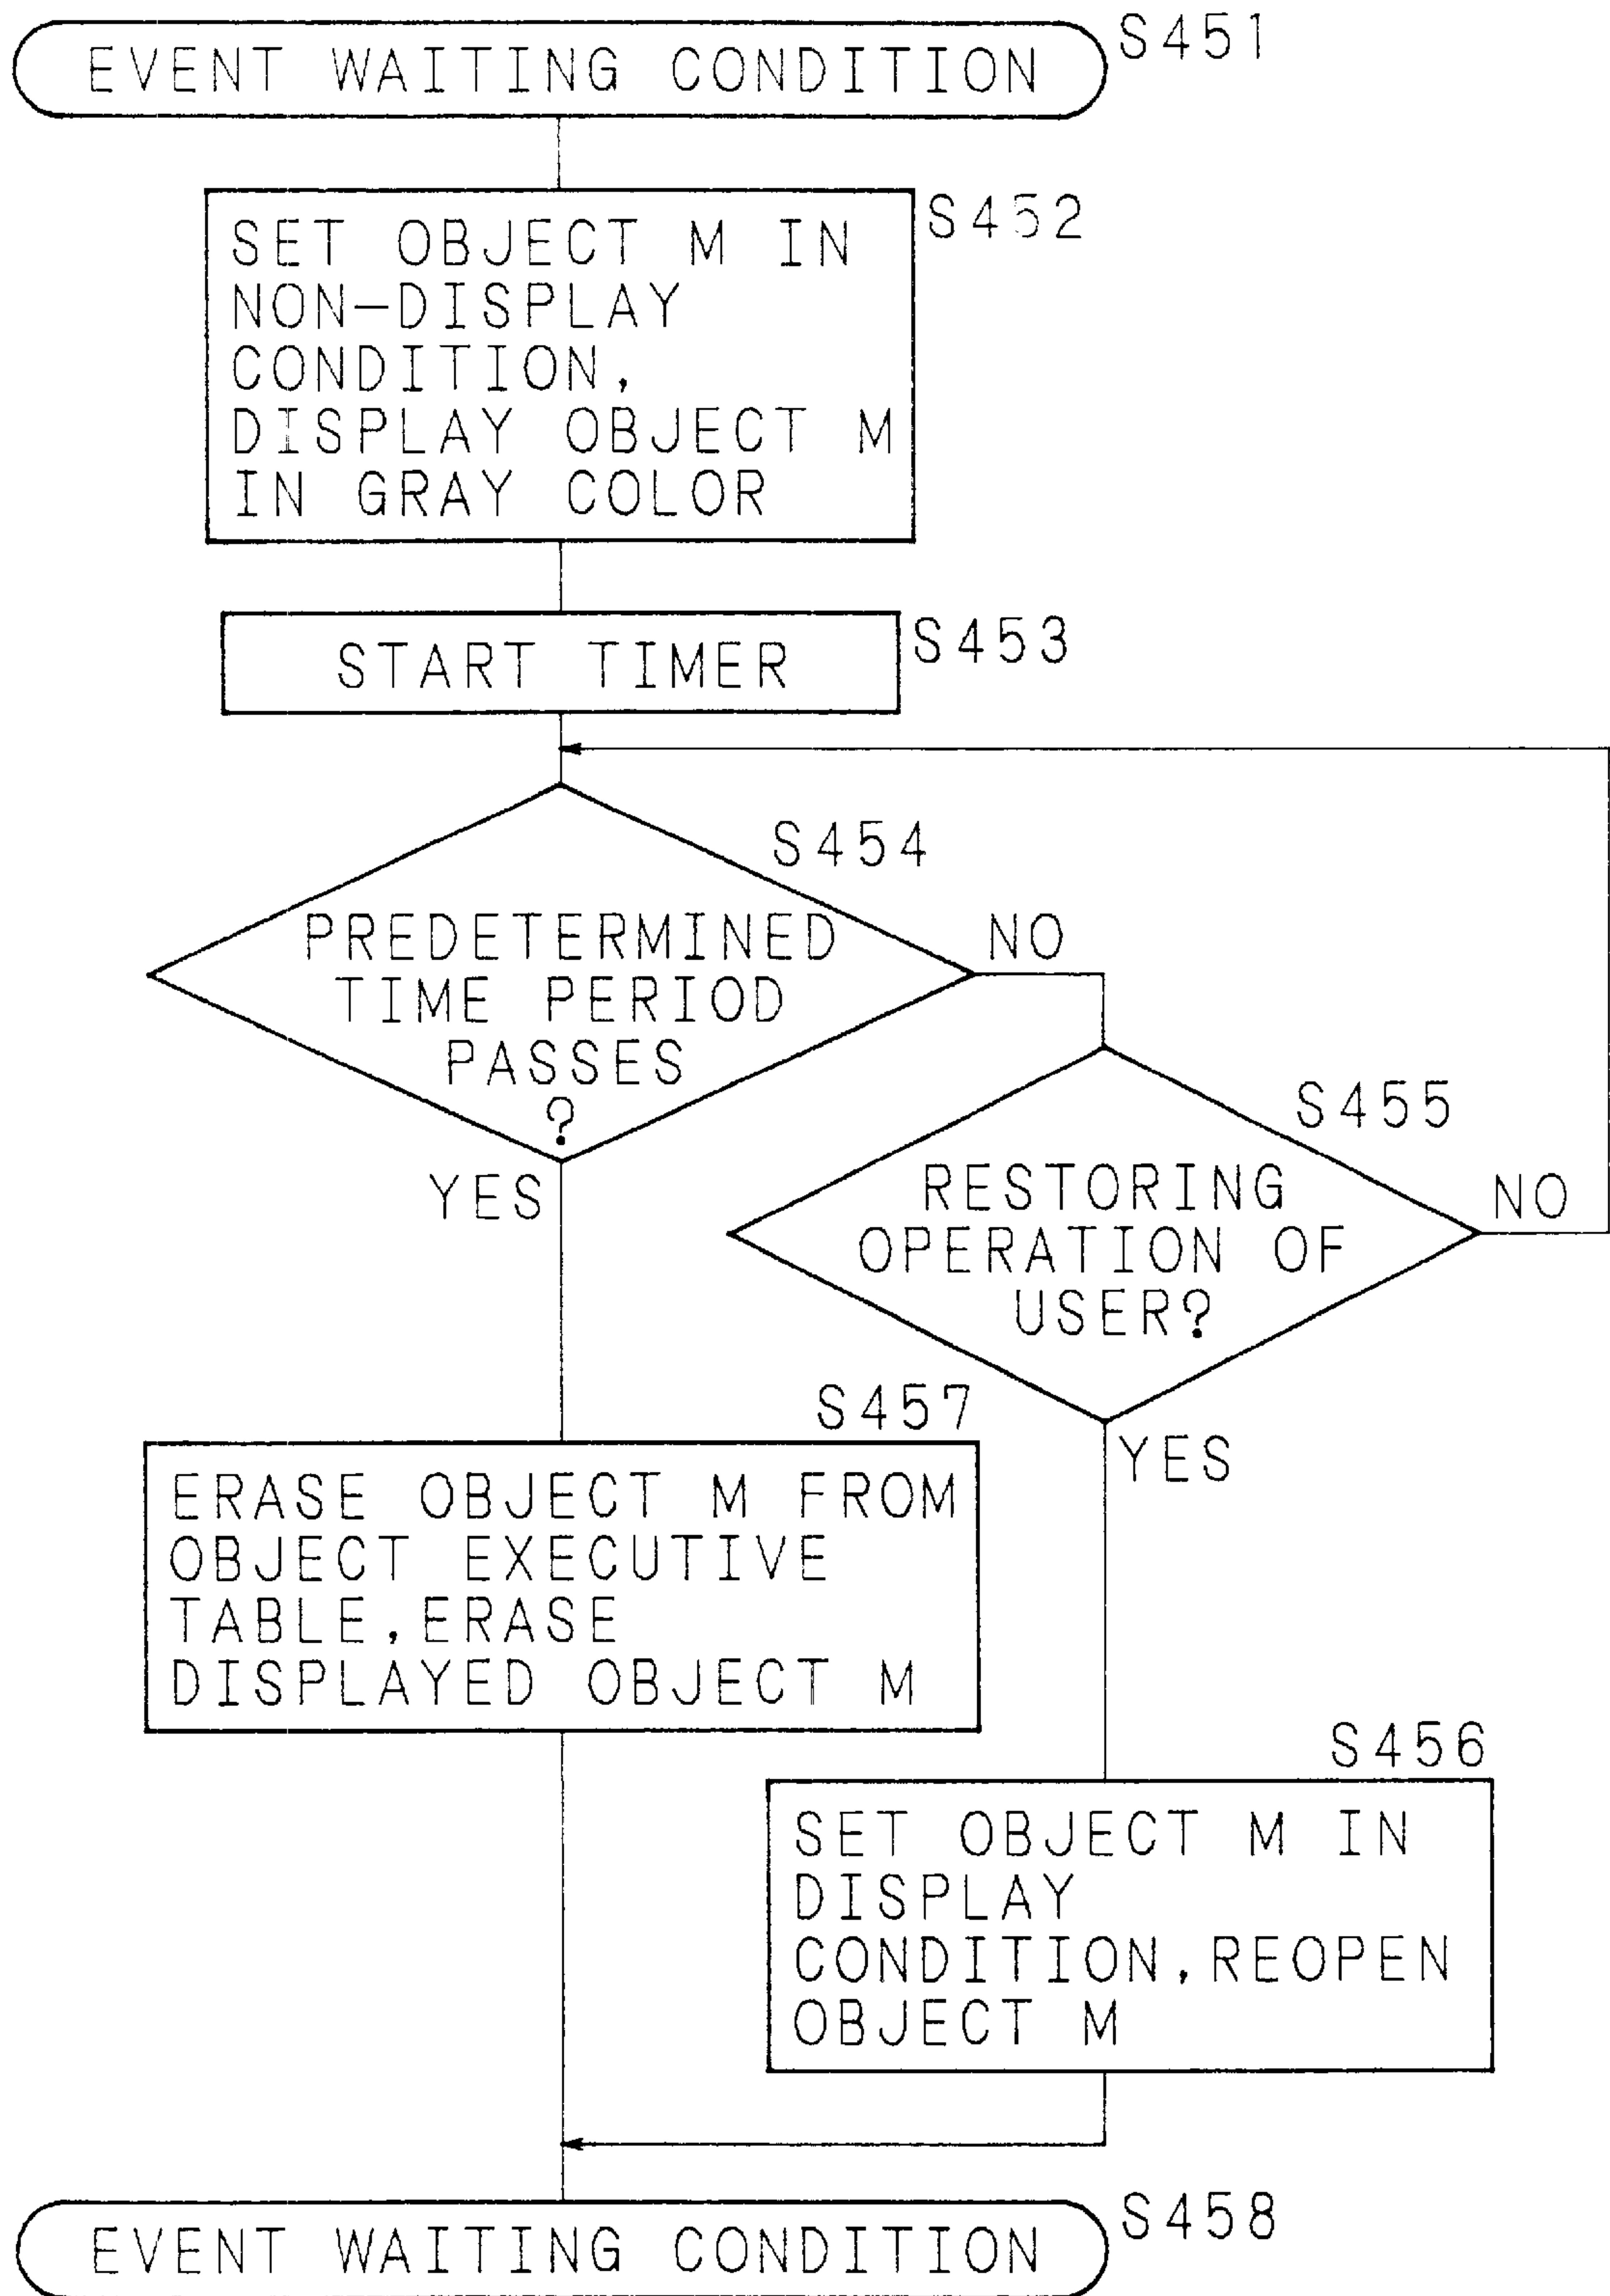 EVENT WAITING CONDITION
S451
SET OBJECT M IN
NON-DISPLAY
CONDITION,
DISPLAY OBJECT M
IN GRAY COLOR
S452
START TIMER
S453
S454
PREDETERMINED
TIME PERIOD
PASSES
?
NO
YES
S455
RESTORING
OPERATION OF
USER?
NO
YES
S457
ERASE OBJECT M FROM
OBJECT EXECUTIVE
TABLE,ERASE
DISPLAYED OBJECT M
S456
SET OBJECT M IN
DISPLAY
CONDITION,REOPEN
OBJECT M
EVENT WAITING CONDITION
S458